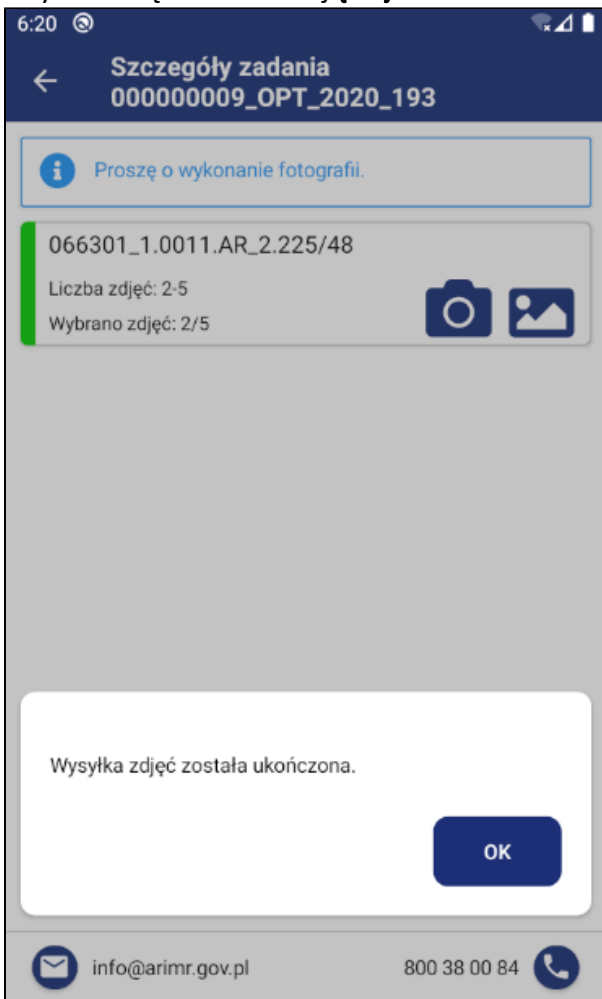 6:20
Szczegóły zadania
000000009_OPT_2020_193
Proszę o wykonanie fotografii.
066301_1.0011.AR_2.225/48
Liczba zdjęć: 2-5
Wybrano zdjęć: 2/5
Wysyłka zdjęć została ukończona.
OK
info@arimr.gov.pl 800 38 00 84